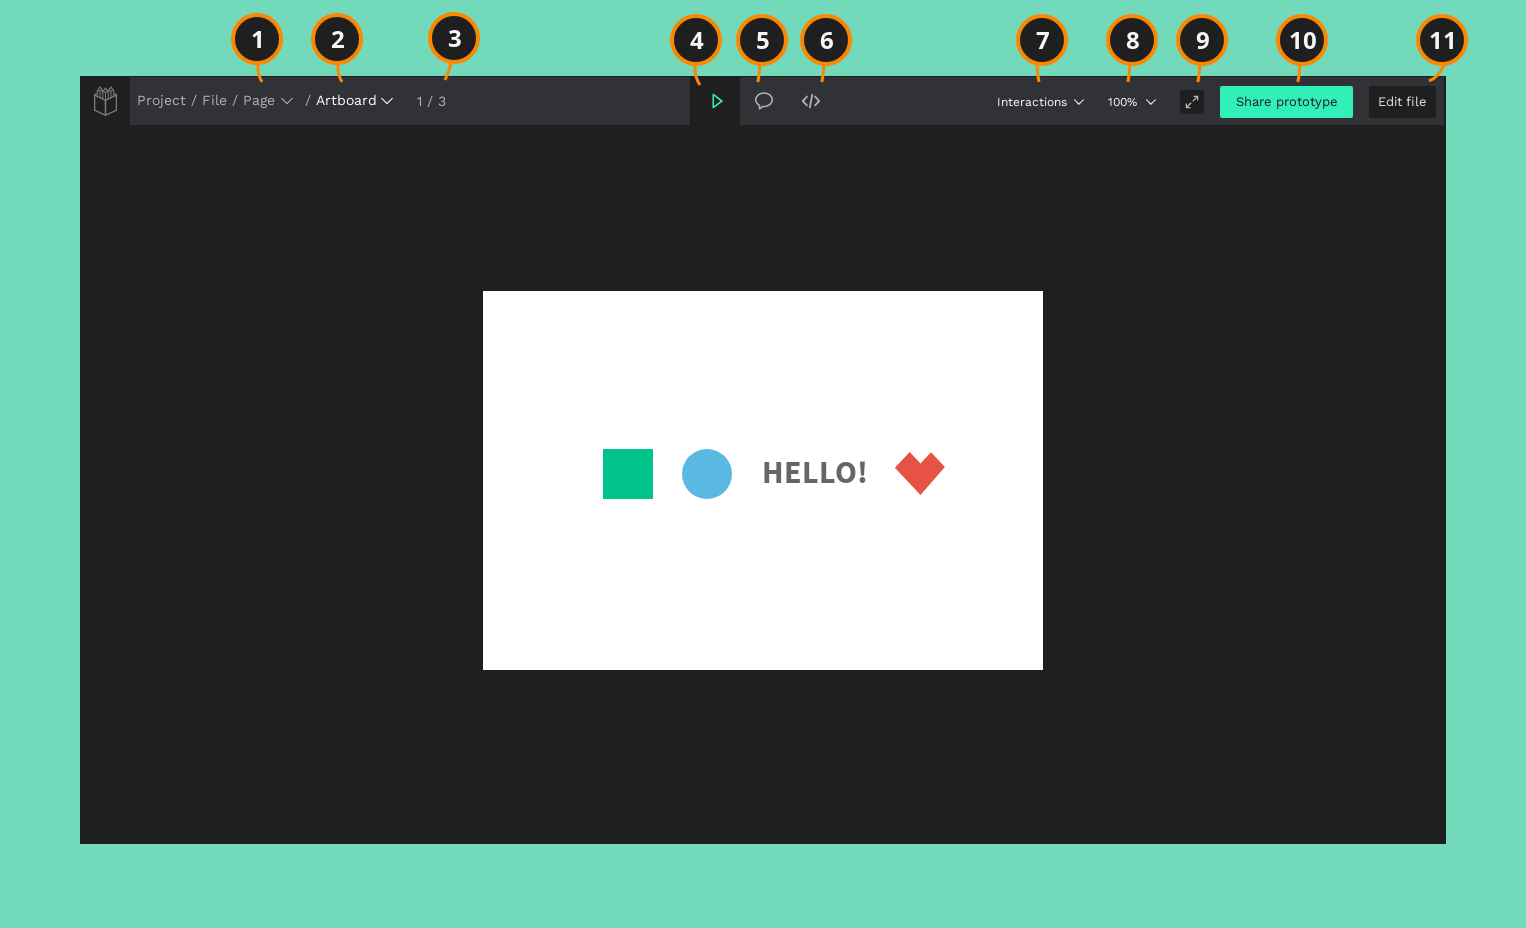 1 2 3 4 5 6 7 8 9 10 11
Project / File / Page / Artboard 1 / 3 Interactions 100% Share prototype Edit file
HELLO!